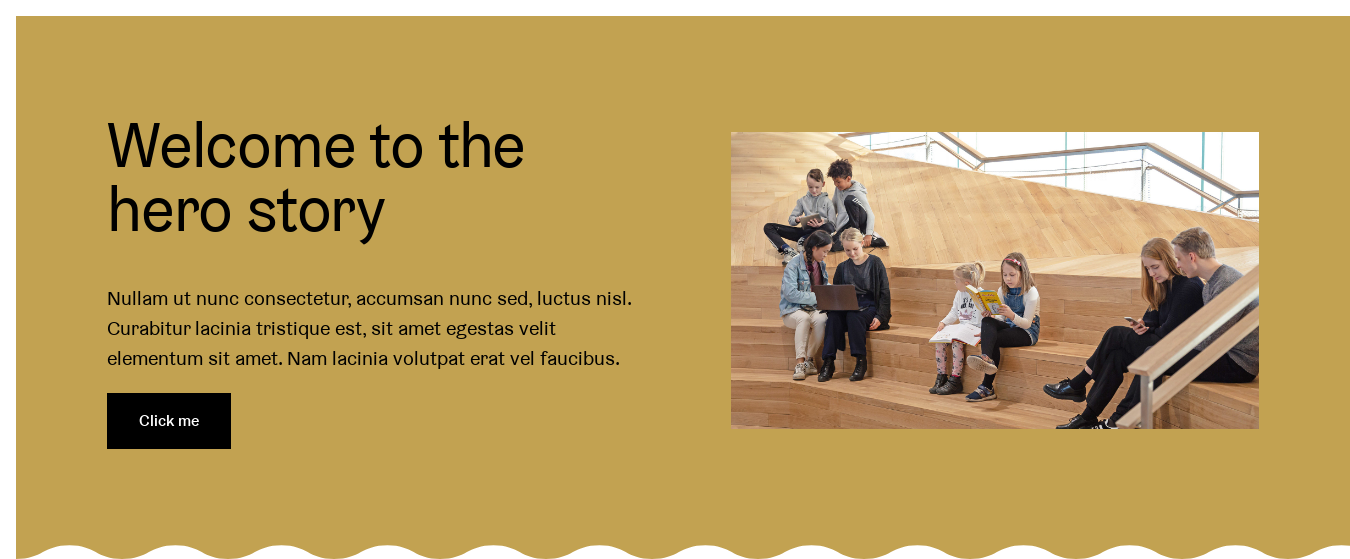 Welcome to the
hero story
Nullam ut nunc consectetur, accumsan nunc sed, luctus nisl.
Curabitur lacinia tristique est, sit amet egestas velit
elementum sit amet. Nam lacinia volutpat erat vel faucibus.
Click me